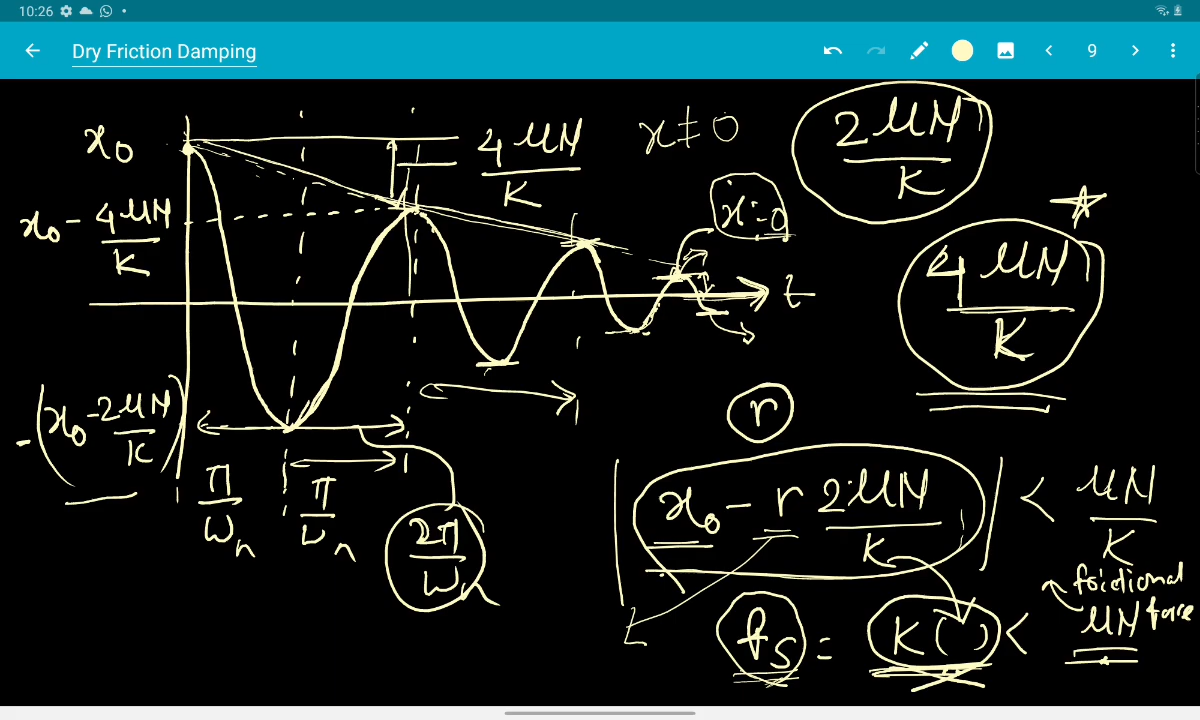 10:26
Dry Friction Damping
9
x₀
4μN/K
x ≠ 0
2μN/K
x₀ - 4μN/K
ẋ=0
4μN/K
t
-(x₀ - 2μN/K)
r
π/ωn
π/ωn
2π/ωn
|x₀ - r 2μN/K| < μN/K
foictional
force
fs = K( ) < μN